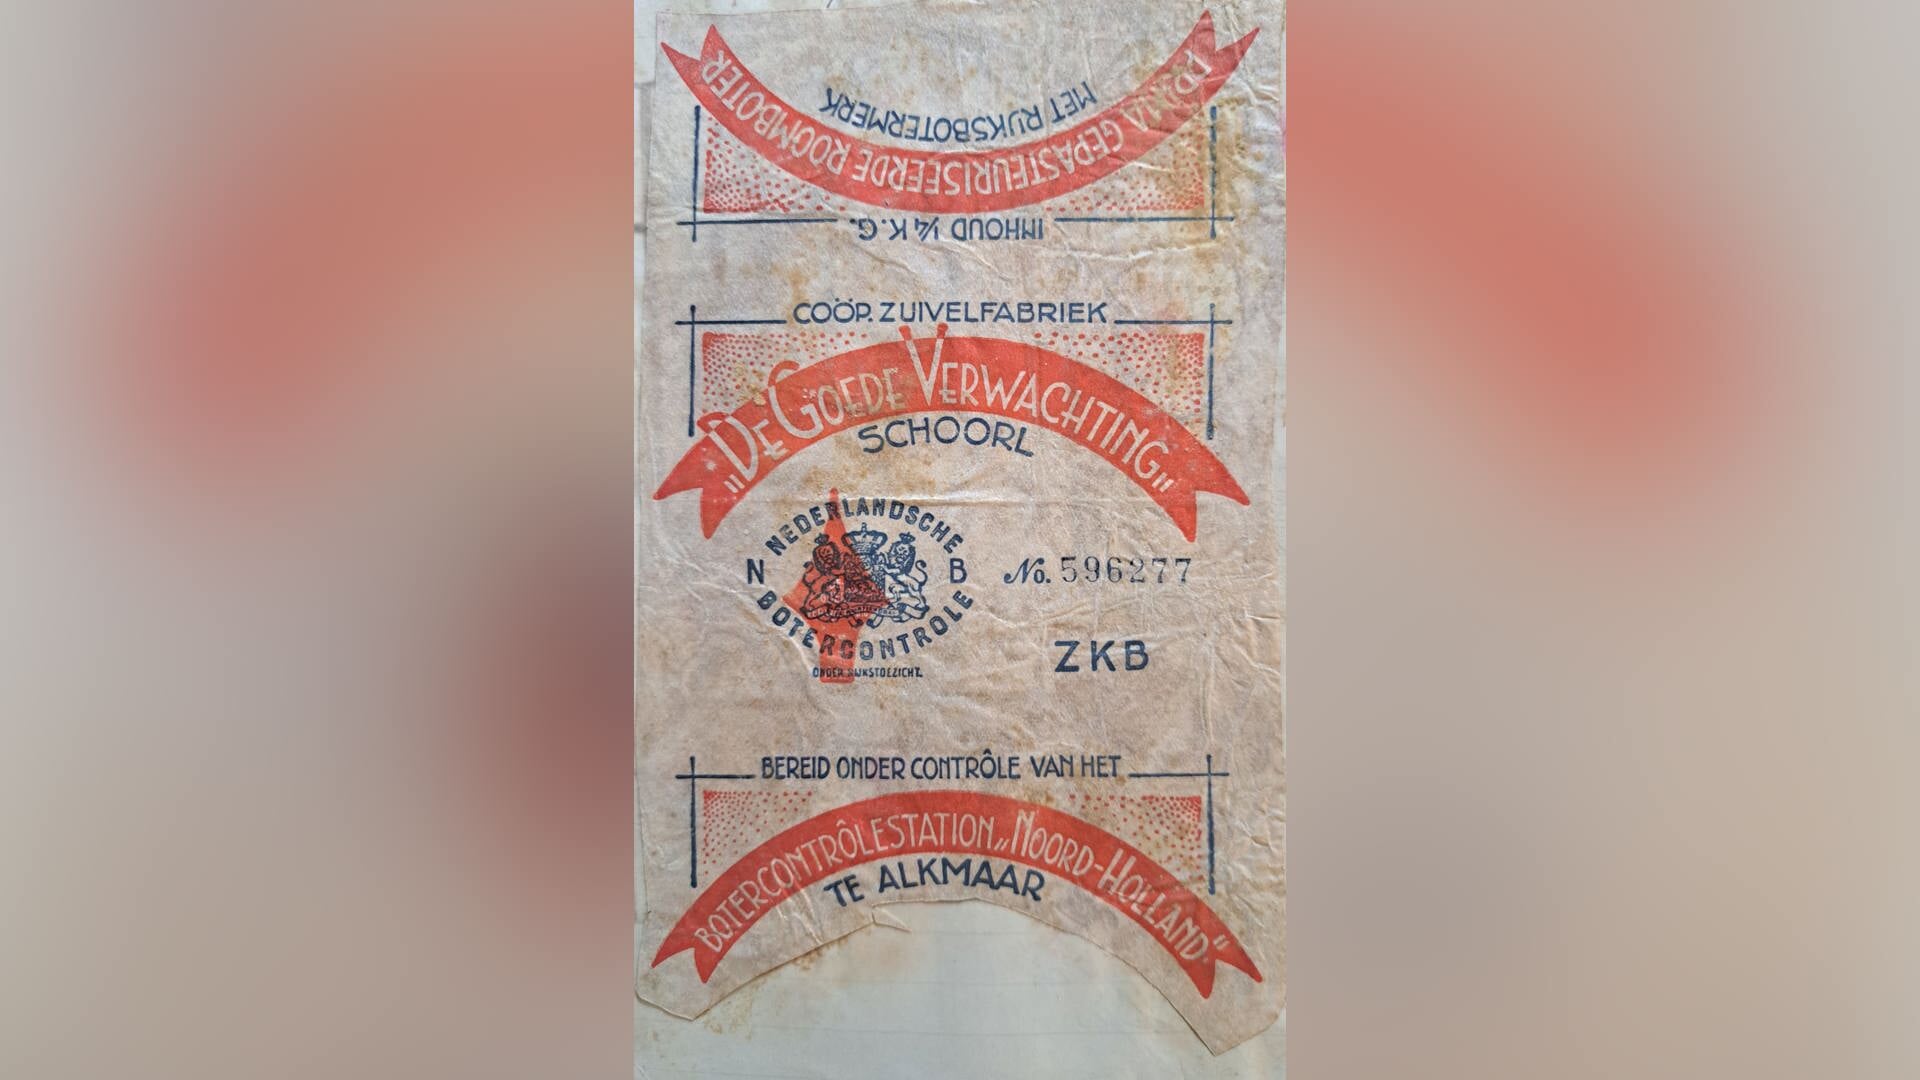 MET RIJKSBOTERMERK
PRIMA GEPASTEURISEERDE ROOMBOTER
INHOUD 1/4 K.G.
COÖP. ZUIVELFABRIEK
„DE GOEDE VERWACHTING”
SCHOORL
NEDERLANDSCHE
N B
BOTERCONTROLE
ONDER RIJKSTOEZICHT.
No. 596277
ZKB
BEREID ONDER CONTRÔLE VAN HET
BOTERCONTRÔLESTATION „NOORD-HOLLAND”
TE ALKMAAR